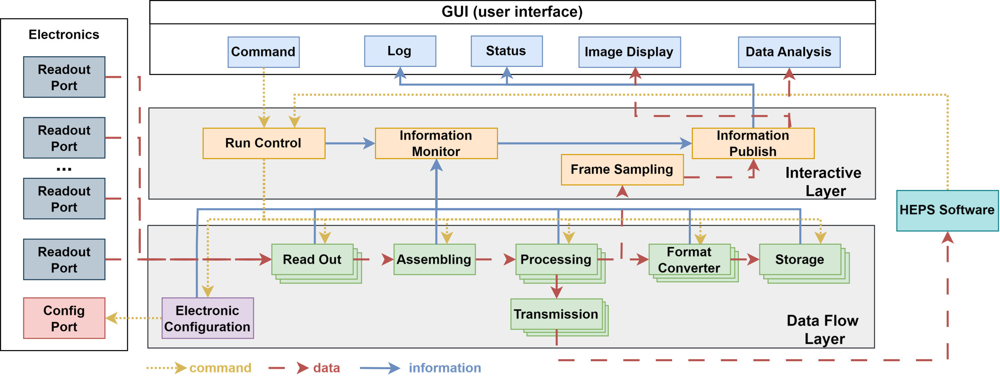 GUI (user interface)
Electronics
Command
Log
Status
Image Display
Data Analysis
Readout
Port
Readout
Port
...
Readout
Port
Readout
Port
Config
Port
Run Control
Information
Monitor
Information
Publish
Frame Sampling
Interactive
Layer
HEPS Software
Read Out
Assembling
Processing
Format
Converter
Storage
Electronic
Configuration
Transmission
Data Flow
Layer
command
data
information